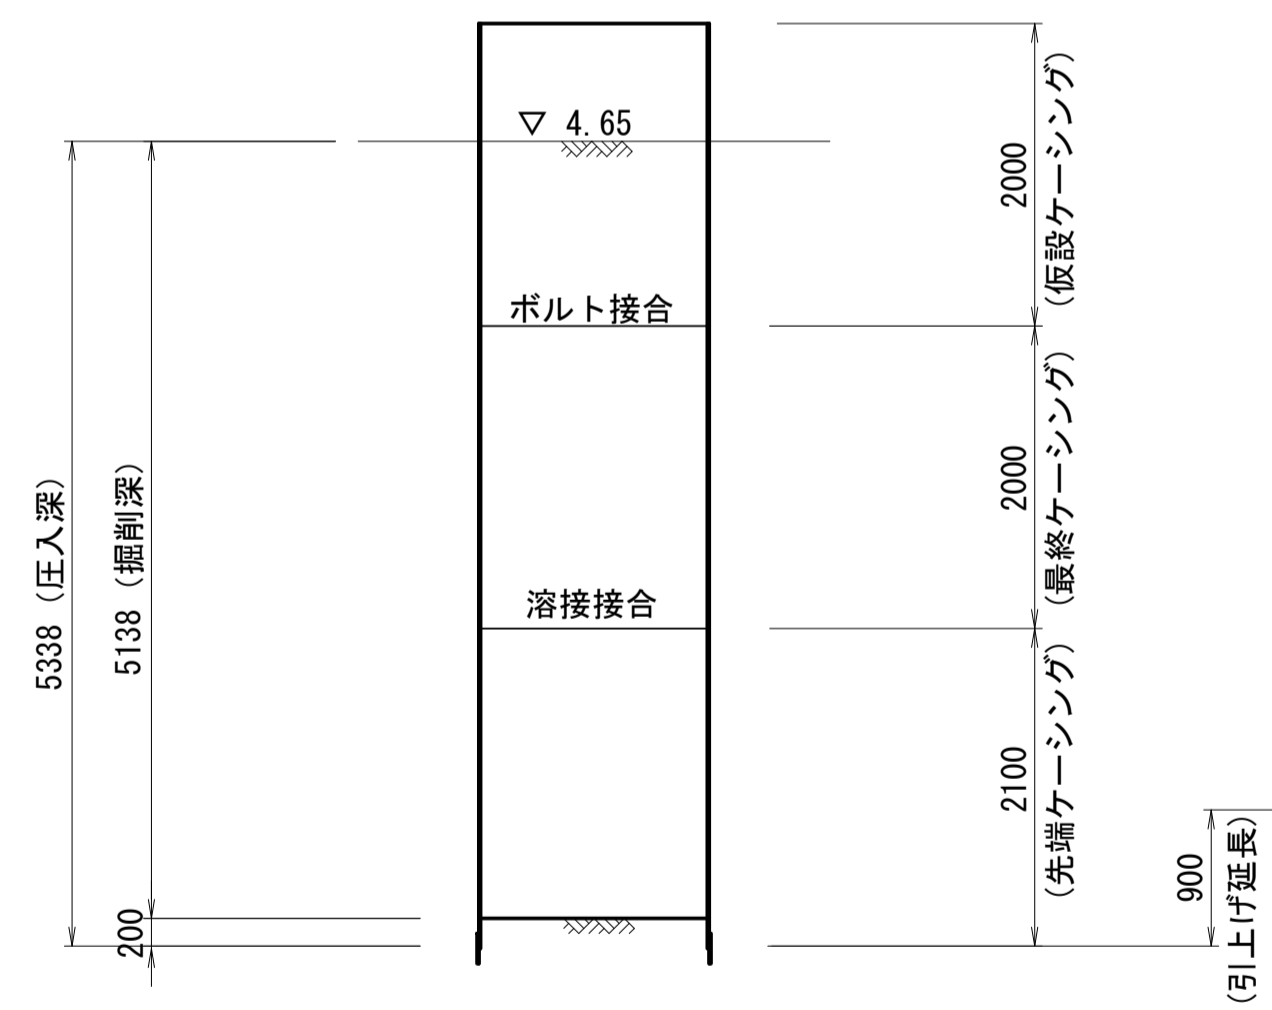 ▽ 4.65
ボルト接合
溶接接合
5338 (圧入深)
5138 (掘削深)
200
2000
(仮設ケーシング)
2000
(最終ケーシング)
2100
(先端ケーシング)
900
(引上げ延長)